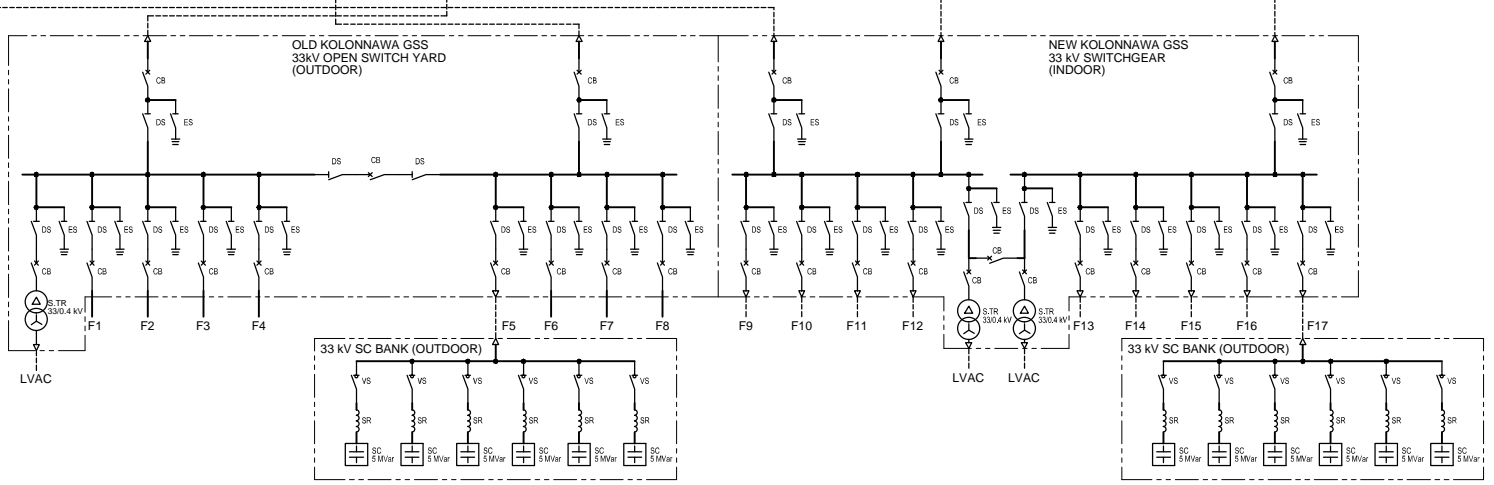 OLD KOLONNAWA GSS
33kV OPEN SWITCH YARD
(OUTDOOR)
NEW KOLONNAWA GSS
33 kV SWITCHGEAR
(INDOOR)
CB CB CB CB CB
DS ES DS ES DS ES DS ES DS ES
DS CB DS
DS ES DS ES DS ES DS ES DS ES DS ES DS ES DS ES DS ES DS ES DS ES DS ES DS ES DS ES DS ES DS ES DS ES DS ES DS ES DS ES
CB
CB CB CB CB CB CB CB CB CB CB CB CB CB CB CB CB CB CB CB CB
S.TR
33/0.4 kV
S.TR
33/0.4 kV
S.TR
33/0.4 kV
F1 F2 F3 F4 F5 F6 F7 F8 F9 F10 F11 F12 F13 F14 F15 F16 F17
LVAC
LVAC LVAC
33 kV SC BANK (OUTDOOR)
VS VS VS VS VS VS
SR SR SR SR SR SR
SC SC SC SC SC SC
5 MVar 5 MVar 5 MVar 5 MVar 5 MVar 5 MVar
33 kV SC BANK (OUTDOOR)
VS VS VS VS VS VS
SR SR SR SR SR SR
SC SC SC SC SC SC
5 MVar 5 MVar 5 MVar 5 MVar 5 MVar 5 MVar